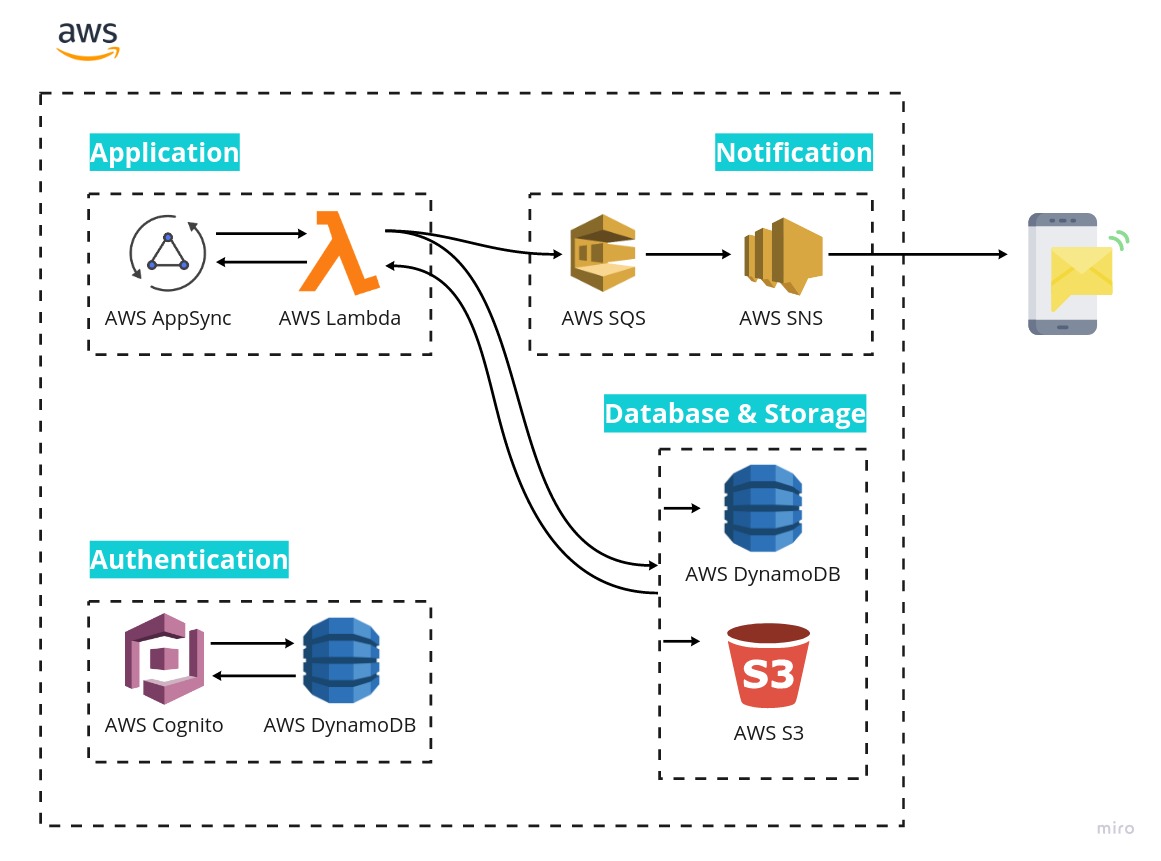 aws
Application
Notification
AWS AppSync
AWS Lambda
AWS SQS
AWS SNS
Database & Storage
AWS DynamoDB
Authentication
S3
AWS Cognito
AWS DynamoDB
AWS S3
miro